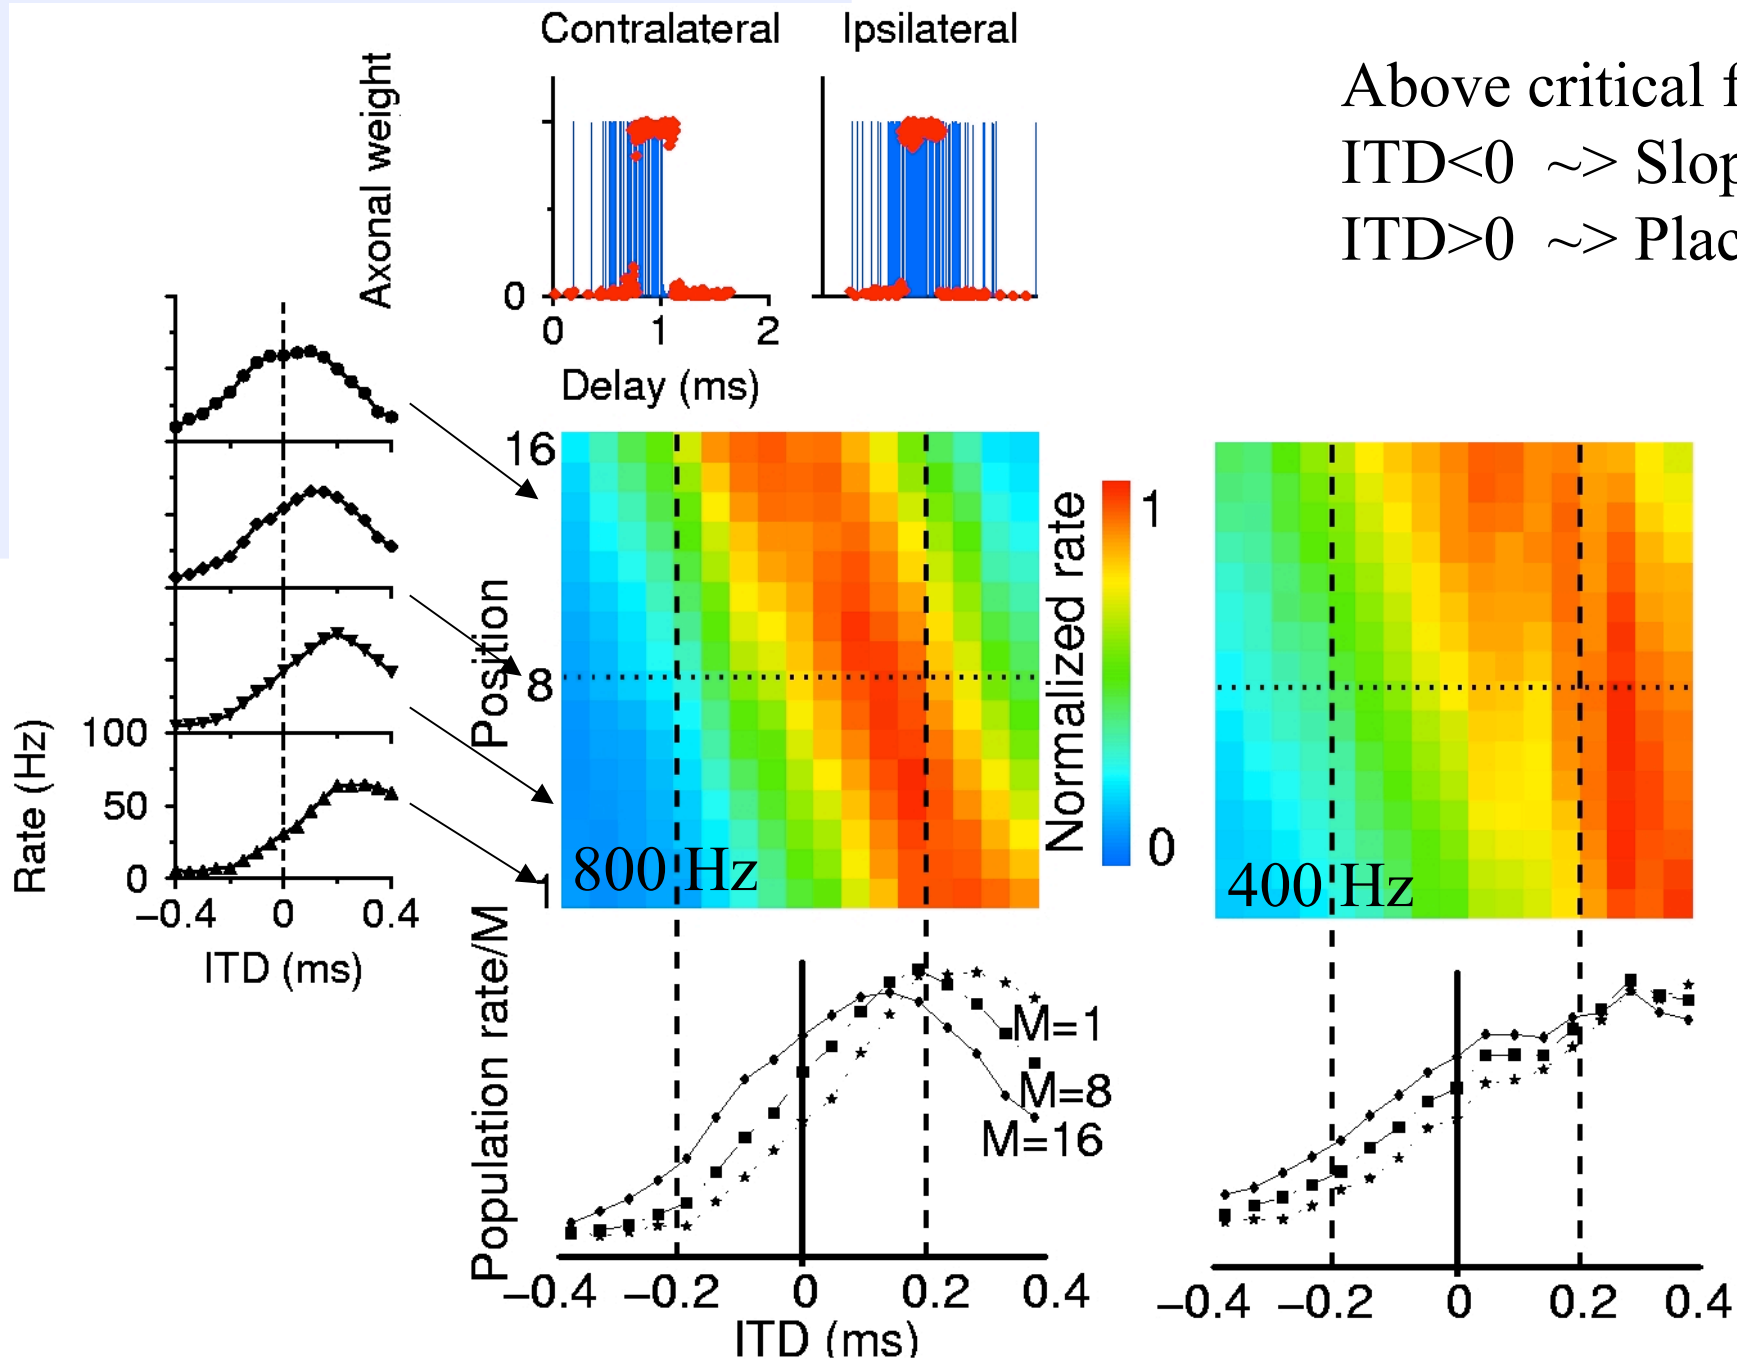 Contralateral Ipsilateral
Axonal weight
0
0 1 2
Delay (ms)
Above critical
ITD<0 ~>
ITD>0 ~>
Rate (Hz)
100
50
0
-0.4 0 0.4
ITD (ms)
Position
16
8
1
800 Hz
Normalized rate
1
0
400 Hz
Population rate/M
M=1
M=8
M=16
-0.4 -0.2 0 0.2 0.4
ITD (ms)
-0.4 -0.2 0 0.2 0.4